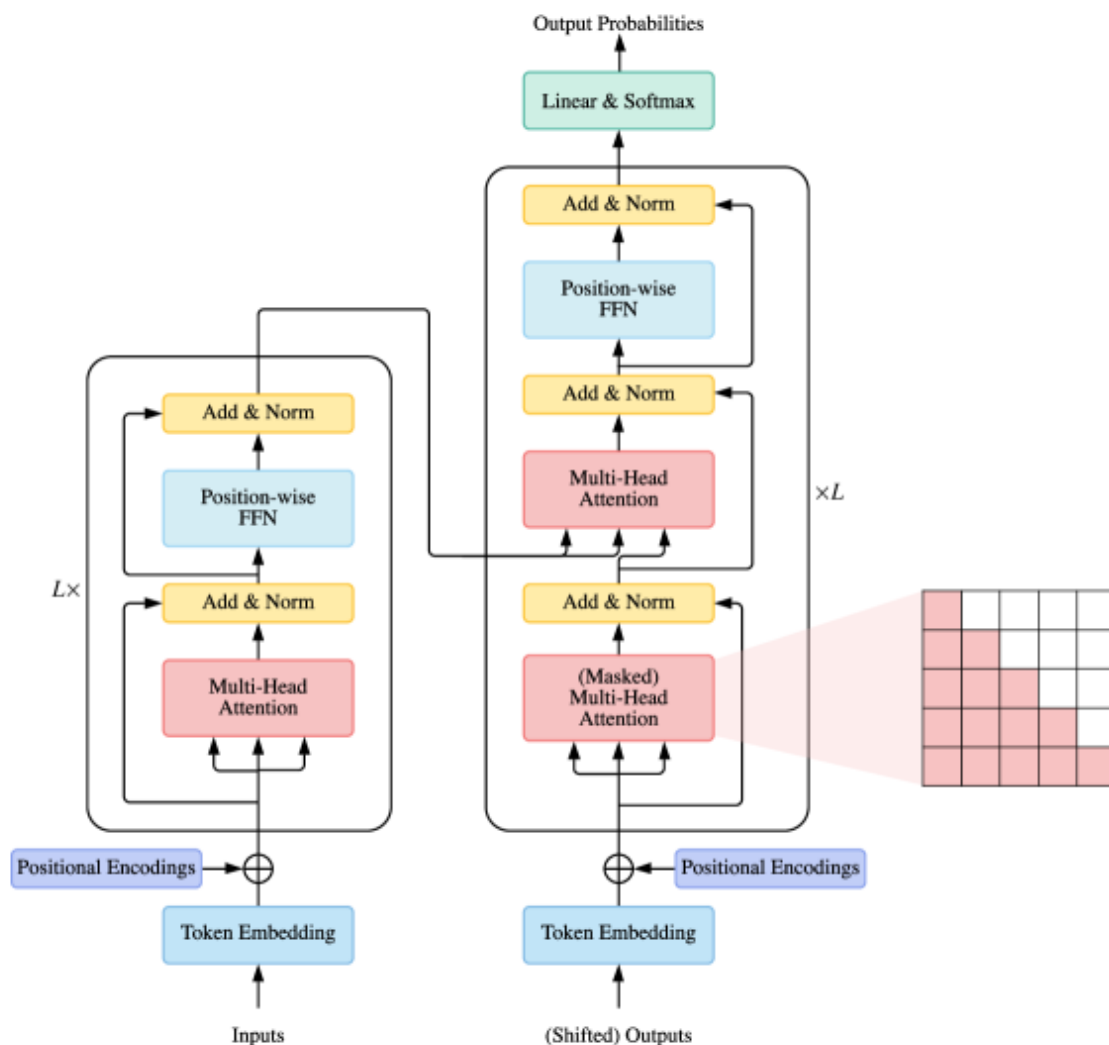 Output Probabilities
Linear & Softmax
Add & Norm
Position-wise
FFN
Add & Norm
Multi-Head
Attention
×L
Add & Norm
(Masked)
Multi-Head
Attention
Positional Encodings
Token Embedding
(Shifted) Outputs
Add & Norm
Position-wise
FFN
L×
Add & Norm
Multi-Head
Attention
Positional Encodings
Token Embedding
Inputs